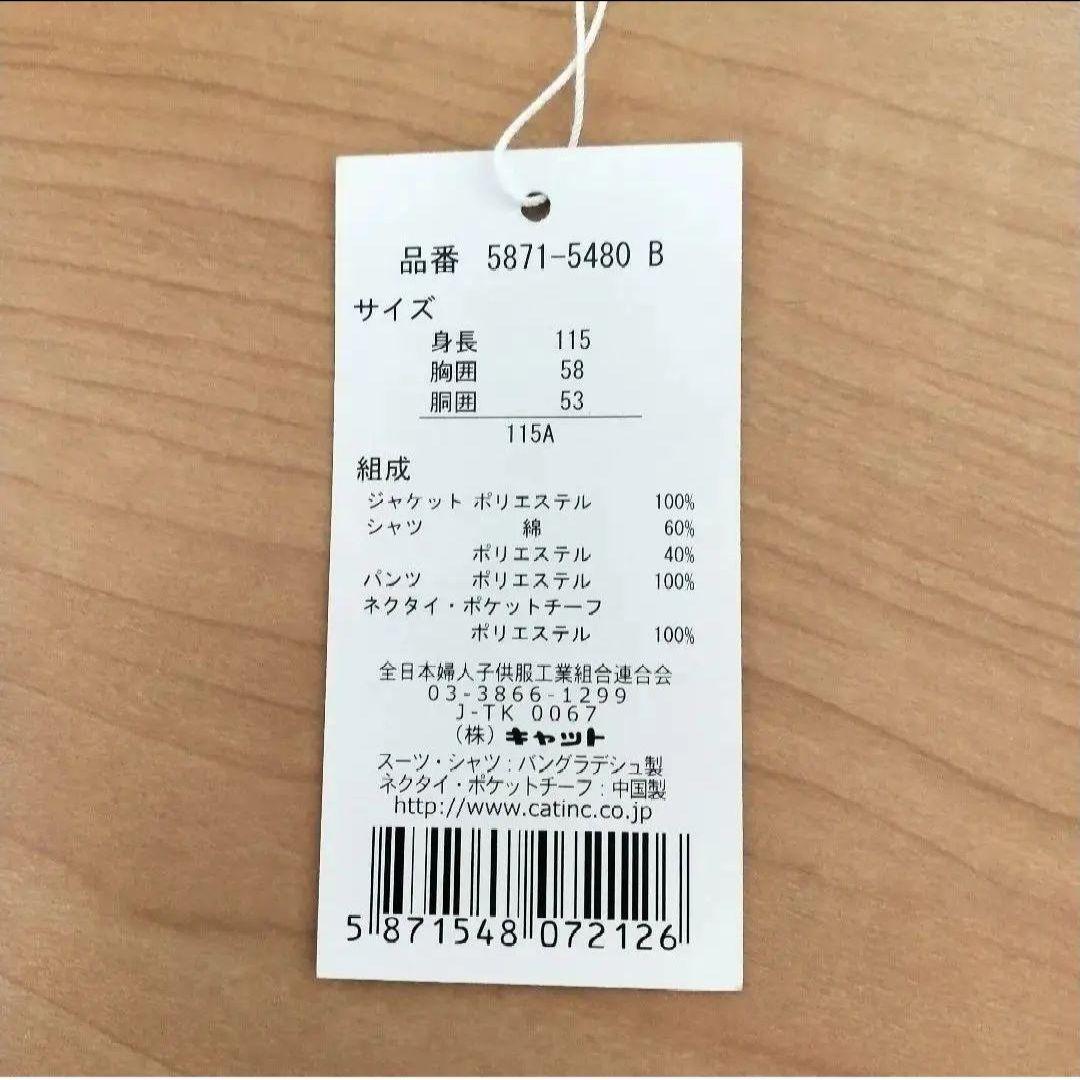 品番 5871-5480 B
サイズ
身長 115
胸囲 58
胴囲 53
115A
組成
ジャケット ポリエステル 100%
シャツ 綿 60%
ポリエステル 40%
パンツ ポリエステル 100%
ネクタイ・ポケットチーフ
ポリエステル 100%
全日本婦人子供服工業組合連合会
03-3866-1299
J-TK 0067
(株) キャット
スーツ・シャツ：バングラデシュ製
ネクタイ・ポケットチーフ：中国製
http://www.catinc.co.jp
5 871548 072126